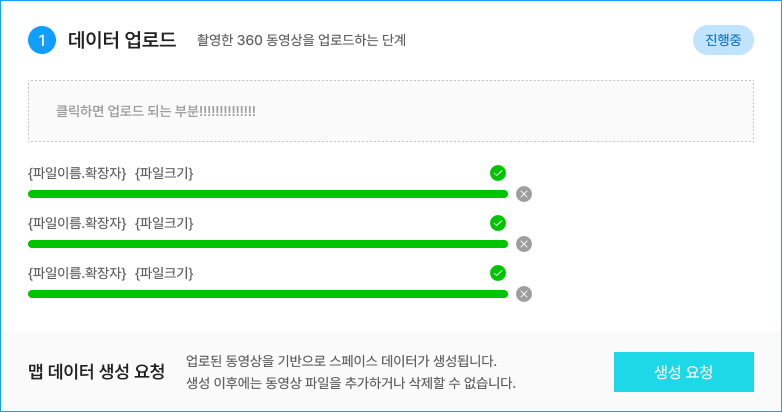 1 데이터 업로드 촬영한 360 동영상을 업로드하는 단계 진행중
클릭하면 업로드 되는 부분!!!!!!!!!!!!!!
{파일이름.확장자} {파일크기}
{파일이름.확장자} {파일크기}
{파일이름.확장자} {파일크기}
맵 데이터 생성 요청
업로된 동영상을 기반으로 스페이스 데이터가 생성됩니다.
생성 이후에는 동영상 파일을 추가하거나 삭제할 수 없습니다.
생성 요청